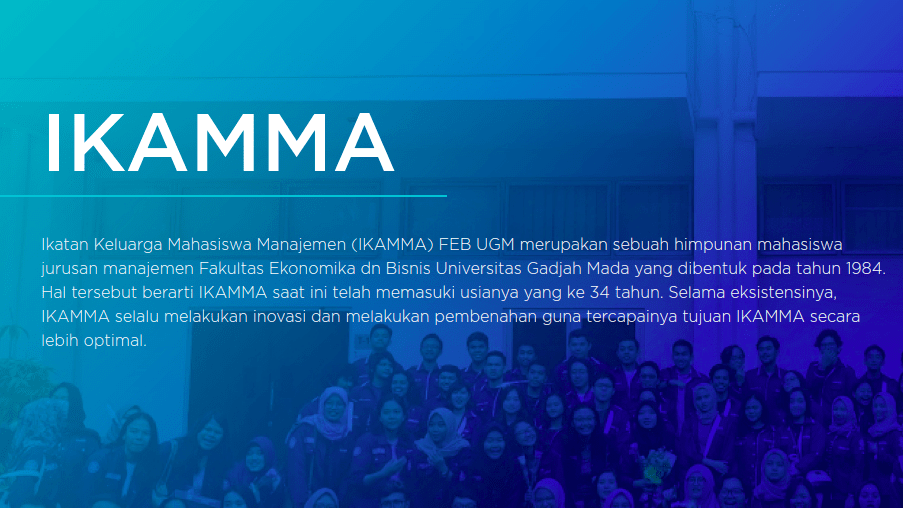 IKAMMA
Ikatan Keluarga Mahasiswa Manajemen (IKAMMA) FEB UGM merupakan sebuah himpunan mahasiswa
jurusan manajemen Fakultas Ekonomika dn Bisnis Universitas Gadjah Mada yang dibentuk pada tahun 1984.
Hal tersebut berarti IKAMMA saat ini telah memasuki usianya yang ke 34 tahun. Selama eksistensinya,
IKAMMA selalu melakukan inovasi dan melakukan pembenahan guna tercapainya tujuan IKAMMA secara
lebih optimal.